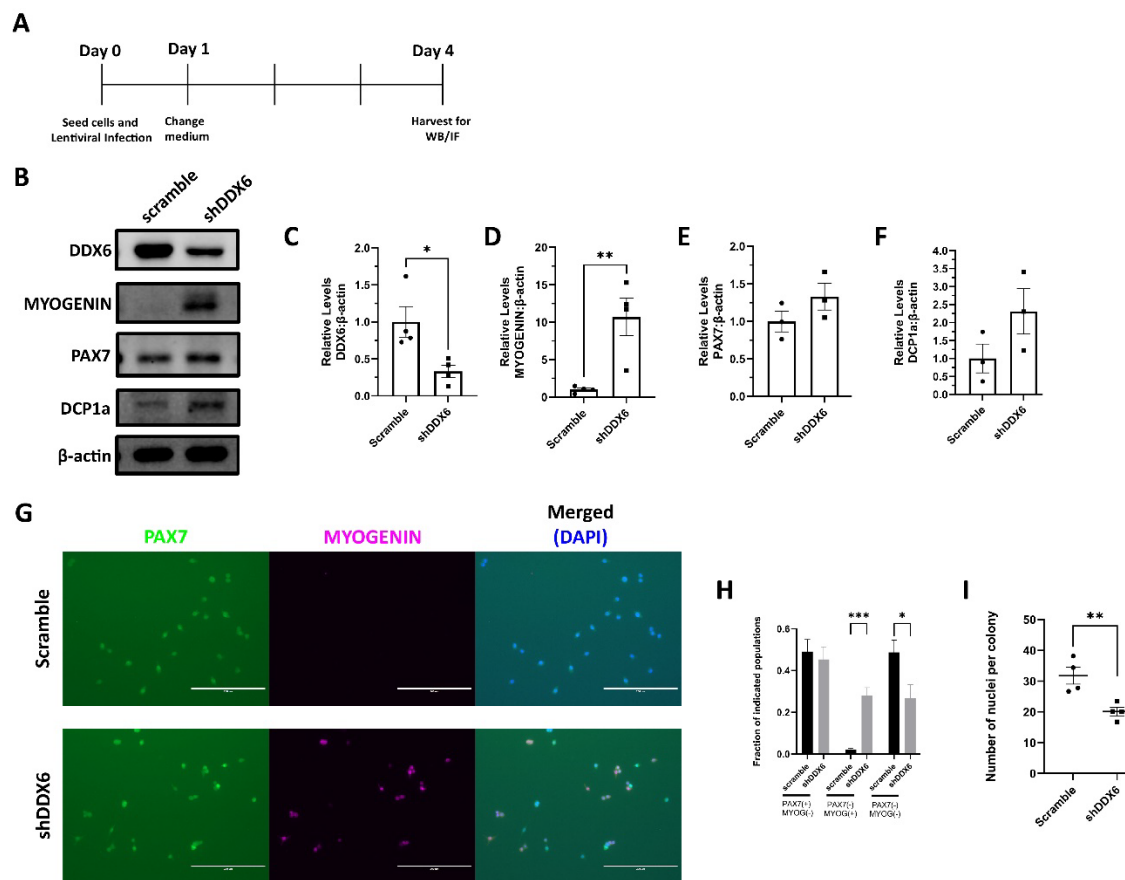 A
Day 0
Day 1
Day 4
Seed cells and
Lentiviral Infection
Change
medium
Harvest for
WB/IF
B
scramble
shDDX6
DDX6
MYOGENIN
PAX7
DCP1a
β-actin
C
Relative Levels
DDX6:β-actin
2.0
1.5
1.0
0.5
0.0
*
Scramble
shDDX6
D
Relative Levels
MYOGENIN:β-actin
20
15
10
5
0
**
Scramble
shDDX6
E
Relative Levels
PAX7:β-actin
2.0
1.5
1.0
0.5
0.0
Scramble
shDDX6
F
Relative Levels
DCP1a:β-actin
4.0
3.5
3.0
2.5
2.0
1.5
1.0
0.5
0.0
Scramble
shDDX6
G
PAX7
MYOGENIN
Merged
(DAPI)
Scramble
shDDX6
H
Fraction of indicated populations
0.6
0.4
0.2
0.0
***
*
scramble
shDDX6
scramble
shDDX6
scramble
shDDX6
PAX7(+)
MYOG(-)
PAX7(-)
MYOG(+)
PAX7(-)
MYOG(-)
I
Number of nuclei per colony
50
40
30
20
10
0
**
Scramble
shDDX6